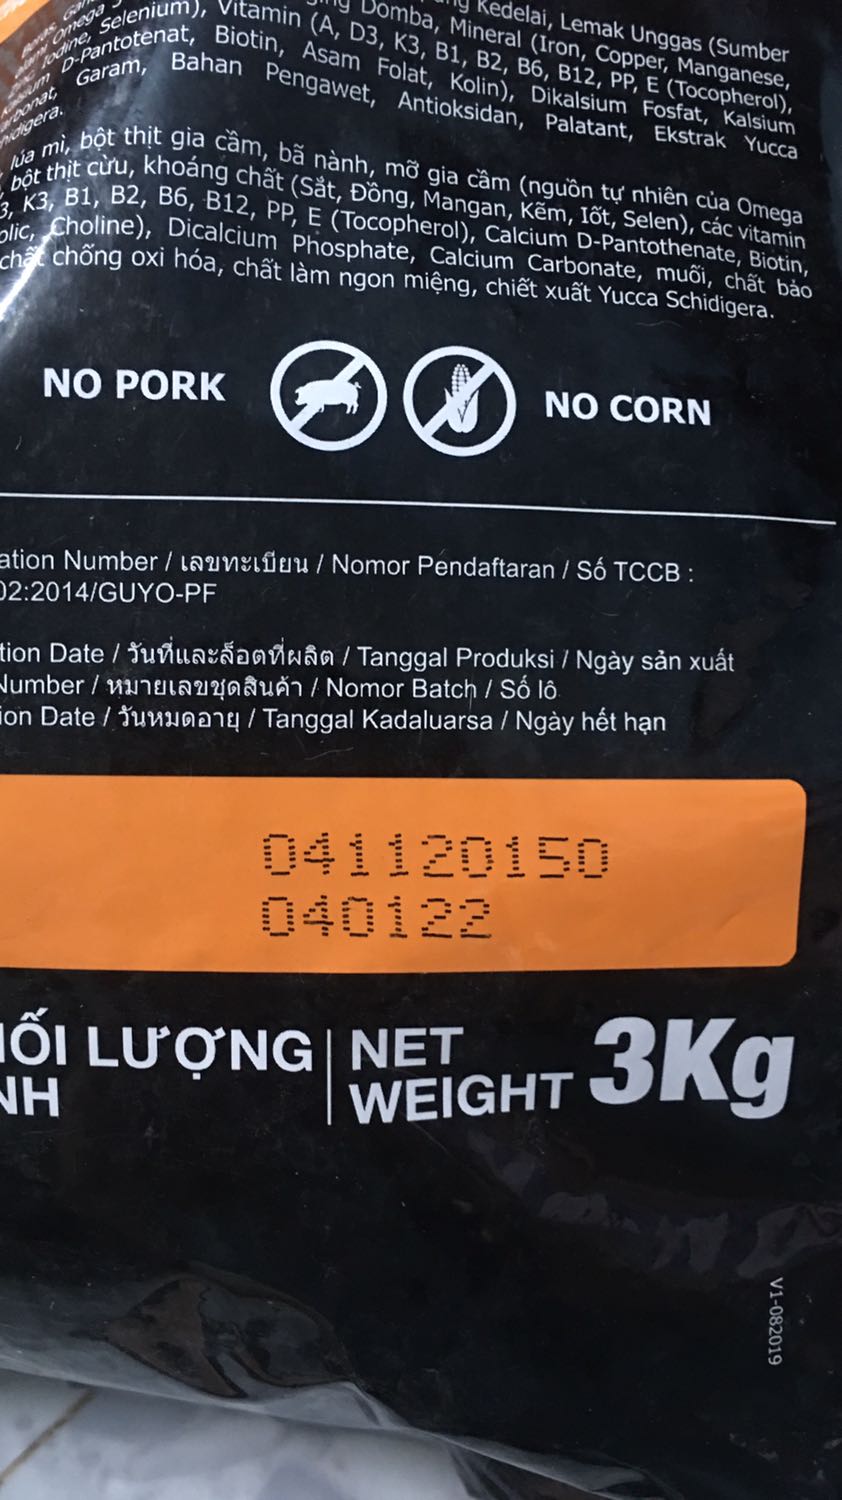 Kedelai, Lemak Unggas (Sumber
Domba, Mineral (Iron, Copper, Manganese,
Selenium), Vitamin (A, D3, K3, B1, B2, B6, B12, PP, E (Tocopherol),
D-Pantotenat, Biotin, Asam Folat, Kolin), Dikalsium Fosfat, Kalsium
Garam, Bahan Pengawet, Antioksidan, Palatant, Ekstrak Yucca
lúa mì, bột thịt gia cầm, bã nành, mỡ gia cầm (nguồn tự nhiên của Omega
bột thịt cừu, khoáng chất (Sắt, Đồng, Mangan, Kẽm, Iốt, Selen), các vitamin
3, K3, B1, B2, B6, B12, PP, E (Tocopherol), Calcium D-Pantothenate, Biotin,
olic, Choline), Dicalcium Phosphate, Calcium Carbonate, muối, chất bảo
chất chống oxi hóa, chất làm ngon miệng, chiết xuất Yucca Schidigera.
NO PORK NO CORN
ation Number / เลขทะเบียน / Nomor Pendaftaran / Số TCCB :
02:2014/GUYO-PF
tion Date / วันที่และล็อตที่ผลิต / Tanggal Produksi / Ngày sản xuất
Number / หมายเลขชุดสินค้า / Nomor Batch / Số lô
ion Date / วันหมดอายุ / Tanggal Kadaluarsa / Ngày hết hạn
041120150
040122
ỐI LƯỢNG
NH
NET
WEIGHT 3Kg
V1-082019